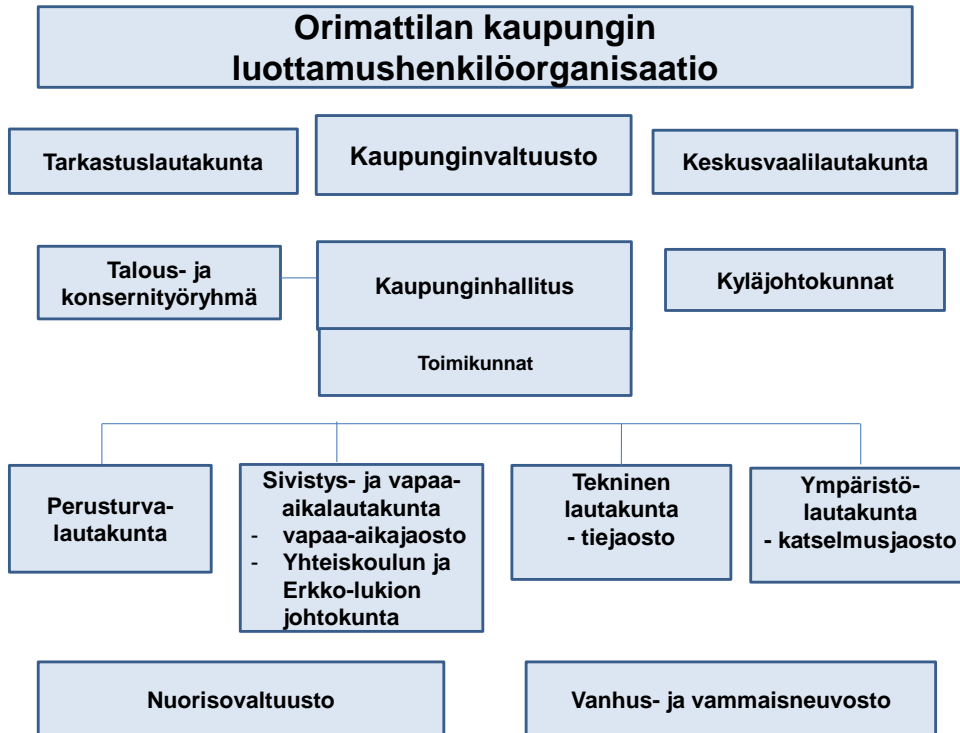 Orimattilan kaupungin
luottamushenkilöorganisaatio
Tarkastuslautakunta
Kaupunginvaltuusto
Keskusvaalilautakunta
Talous- ja
konsernityöryhmä
Kaupunginhallitus
Kyläjohtokunnat
Toimikunnat
Perusturva-
lautakunta
Sivistys- ja vapaa-
aikalautakunta
- vapaa-aikajaosto
- Yhteiskoulun ja
Erkko-lukion
johtokunta
Tekninen
lautakunta
- tiejaosto
Ympäristö-
lautakunta
- katselmusjaosto
Nuorisovaltuusto
Vanhus- ja vammaisneuvosto